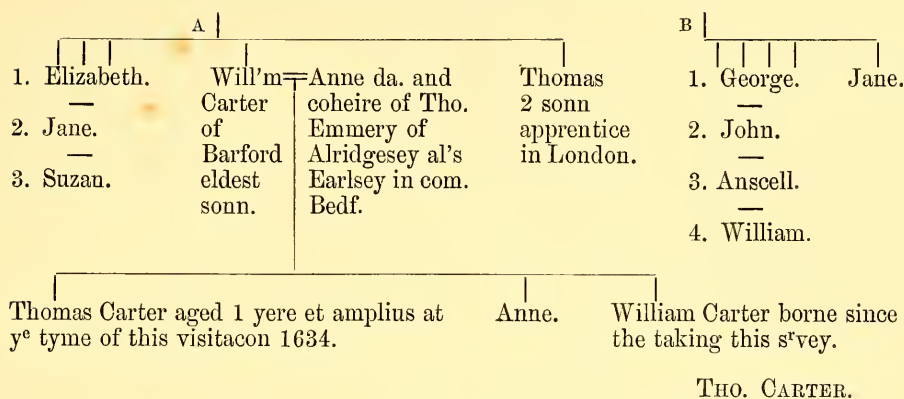 A
B
1. Elizabeth.
—
2. Jane.
—
3. Suzan.
Will'm=Anne da. and
Carter
of
Barford
eldest
sonn.
coheire of Tho.
Emmery of
Alridgesey al's
Earlsey in com.
Bedf.
Thomas
2 sonn
apprentice
in London.
1. George.
—
2. John.
—
3. Anscell.
—
4. William.
Jane.
Thomas Carter aged 1 yere et amplius at
yᵉ tyme of this visitacon 1634.
Anne.
William Carter borne since
the taking this sʳvey.
THO. CARTER.